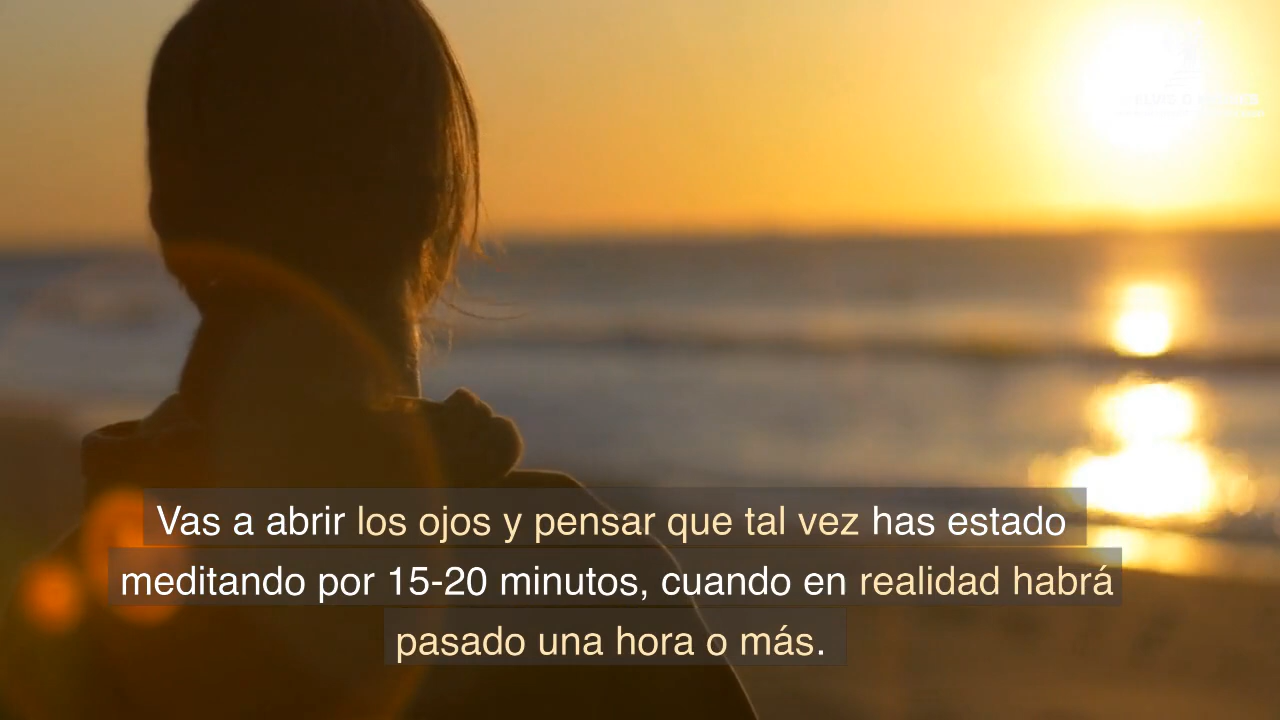 Vas a abrir los ojos y pensar que tal vez has estado
meditando por 15-20 minutos, cuando en realidad habrá
pasado una hora o más.